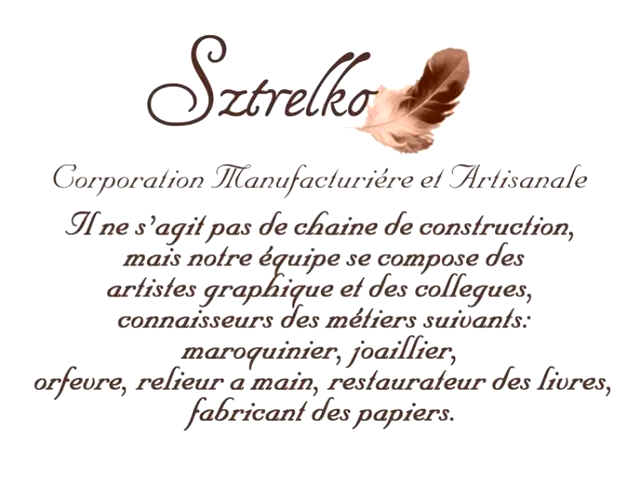 Sztrelko
Corporation Manufacturiére et Artisanale
Il ne s'agit pas de chaine de construction,
mais notre équipe se compose des
artistes graphique et des collegues,
connaisseurs des métiers suivants:
maroquinier, joaillier,
orfevre, relieur a main, restaurateur des livres,
fabricant des papiers.